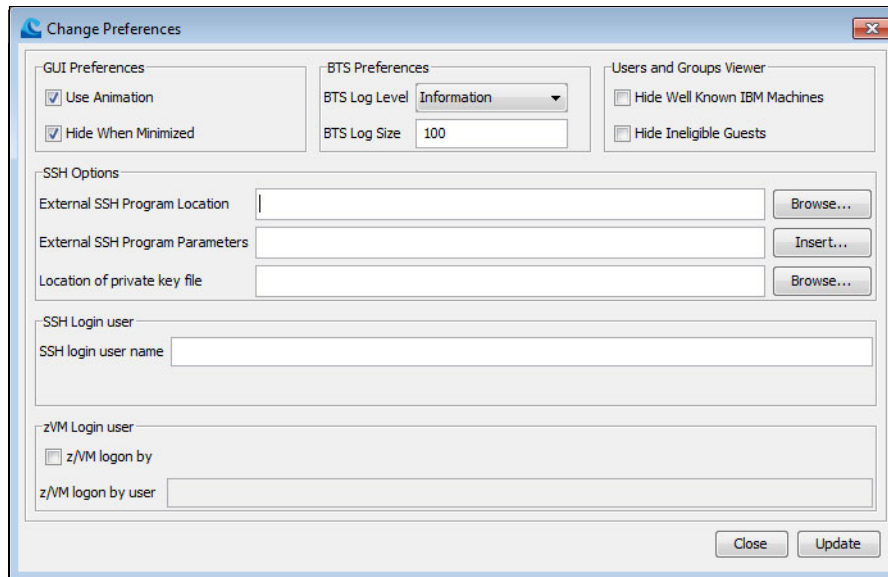 Change Preferences
GUI Preferences
Use Animation
Hide When Minimized
BTS Preferences
BTS Log Level Information
BTS Log Size 100
Users and Groups Viewer
Hide Well Known IBM Machines
Hide Ineligible Guests
SSH Options
External SSH Program Location Browse...
External SSH Program Parameters Insert...
Location of private key file Browse...
SSH Login user
SSH login user name
zVM Login user
z/VM logon by
z/VM logon by user
Close Update